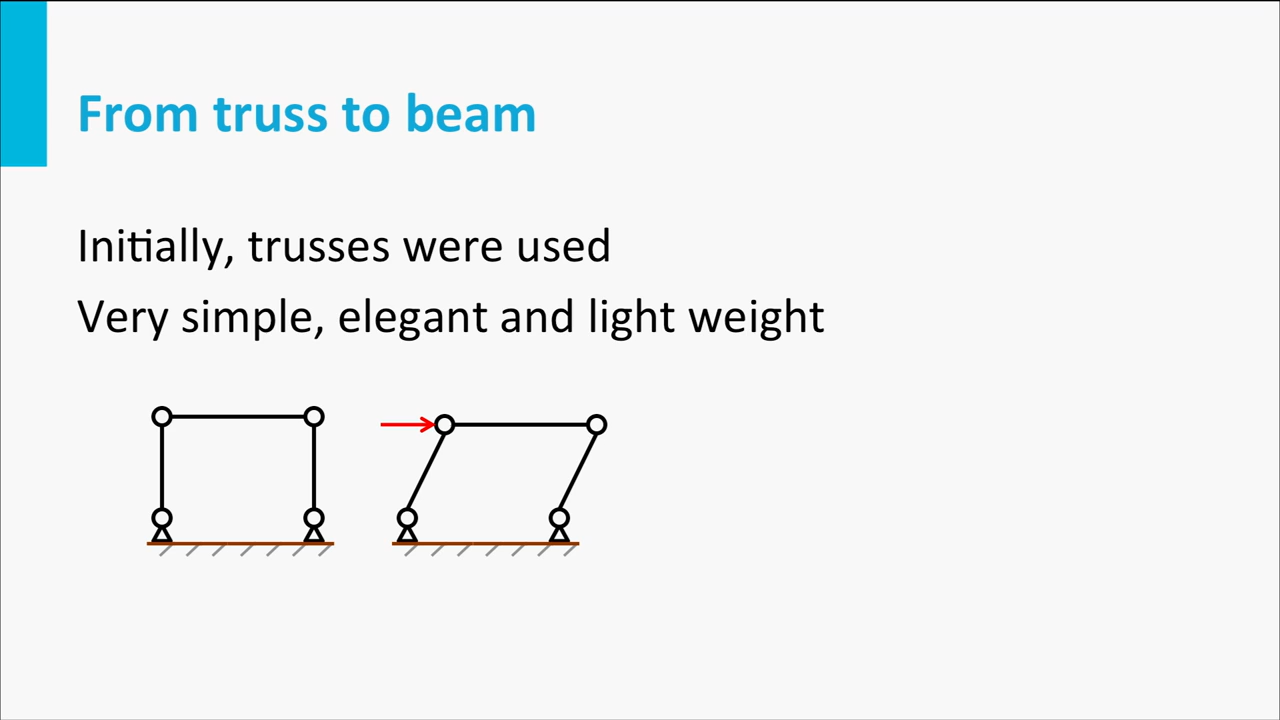 From truss to beam
Initially, trusses were used
Very simple, elegant and light weight